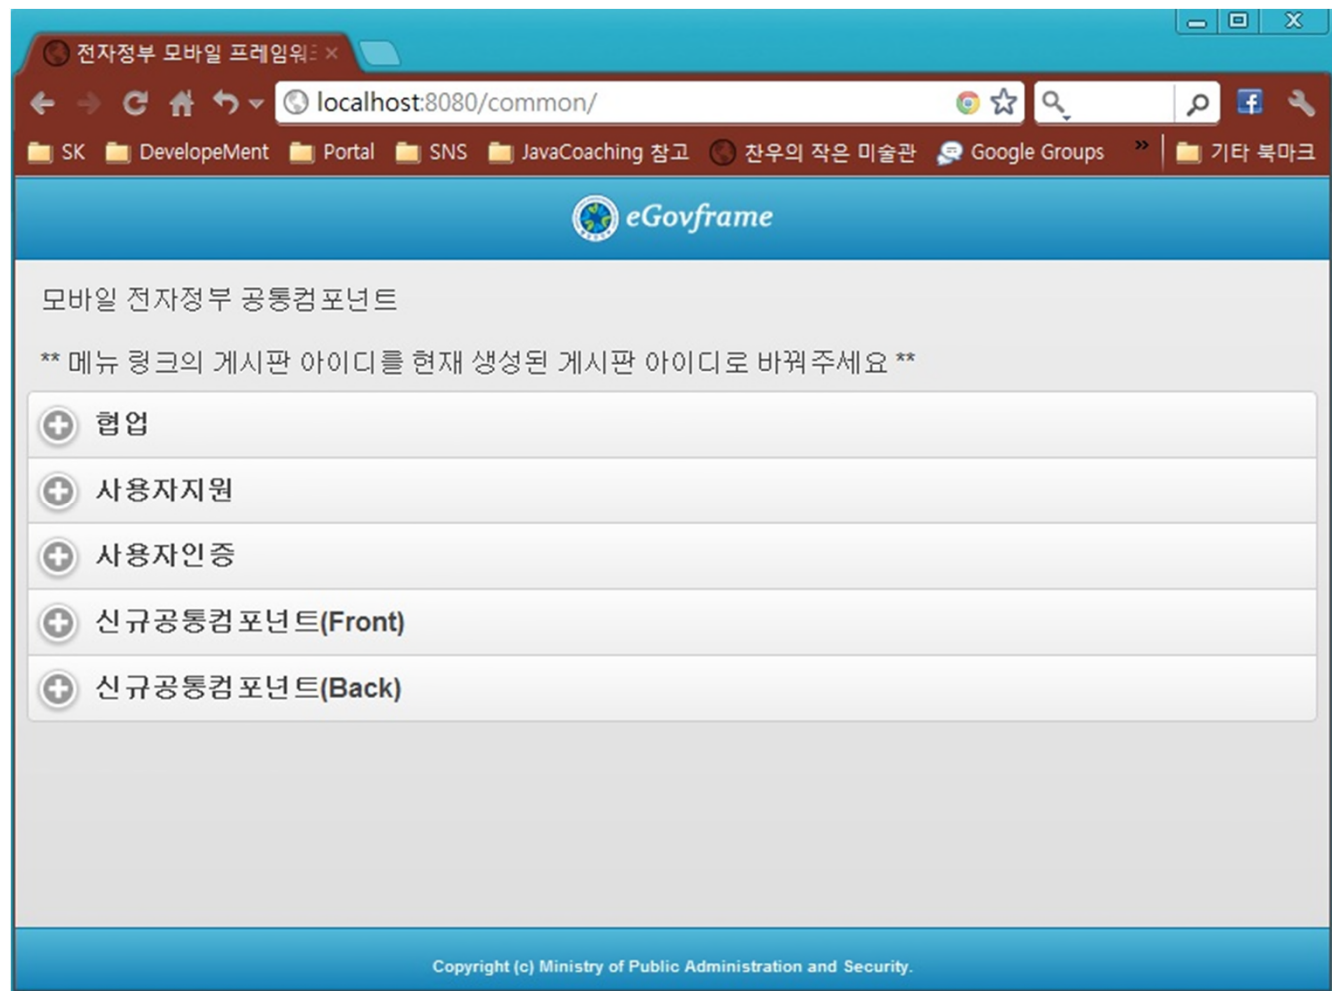 전자정부 모바일 프레임워
localhost:8080/common/
SK DevelopeMent Portal SNS JavaCoaching 참고 찬우의 작은 미술관 Google Groups » 기타 북마크
eGovframe
모바일 전자정부 공통컴포넌트
** 메뉴 링크의 게시판 아이디를 현재 생성된 게시판 아이디로 바꿔주세요 **
협업
사용자지원
사용자인증
신규공통컴포넌트(Front)
신규공통컴포넌트(Back)
Copyright (c) Ministry of Public Administration and Security.